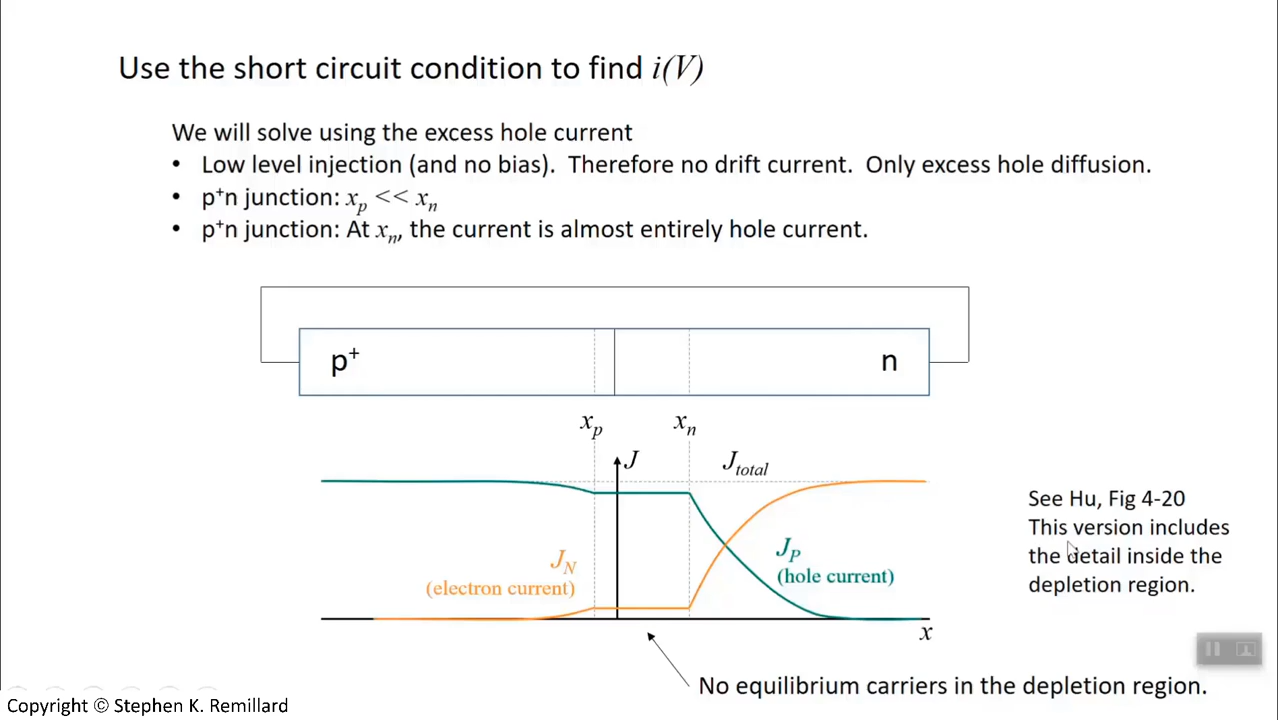 Use the short circuit condition to find i(V)
We will solve using the excess hole current
• Low level injection (and no bias). Therefore no drift current. Only excess hole diffusion.
• p⁺n junction: xₚ << xₙ
• p⁺n junction: At xₙ, the current is almost entirely hole current.
p⁺
n
xₚ
xₙ
J
J_total
See Hu, Fig 4-20
This version includes
the detail inside the
depletion region.
J_N
(electron current)
J_P
(hole current)
x
No equilibrium carriers in the depletion region.
Copyright © Stephen K. Remillard